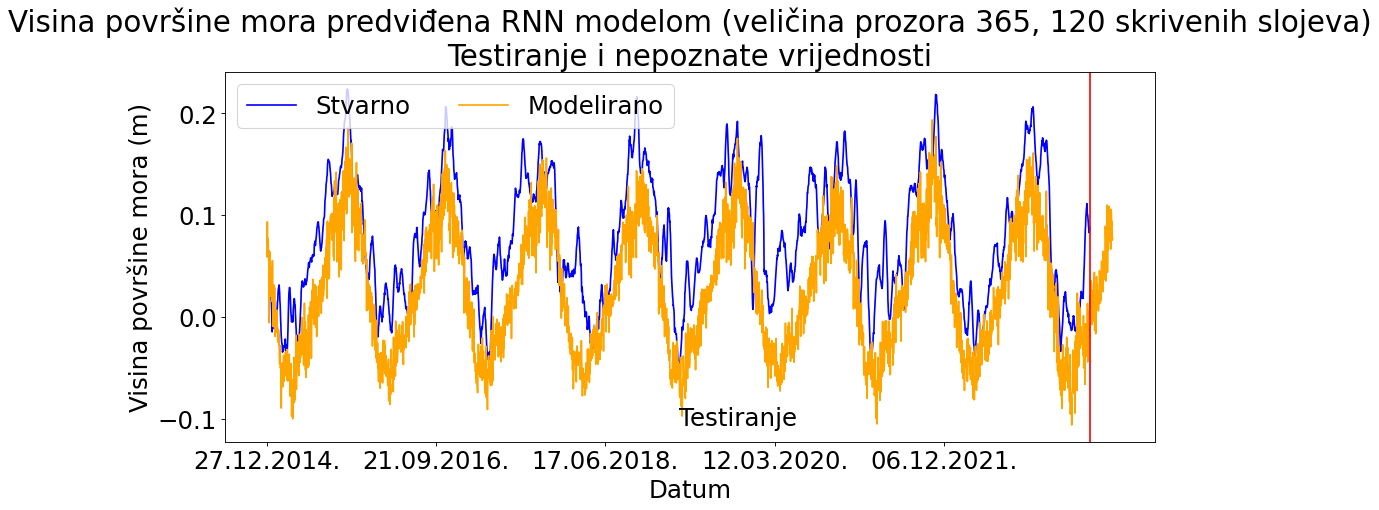 Visina površine mora predviđena RNN modelom (veličina prozora 365, 120 skrivenih slojeva)
Testiranje i nepoznate vrijednosti
Stvarno
Modelirano
Visina površine mora (m)
0.2
0.1
0.0
−0.1
Testiranje
27.12.2014.
21.09.2016.
17.06.2018.
12.03.2020.
06.12.2021.
Datum